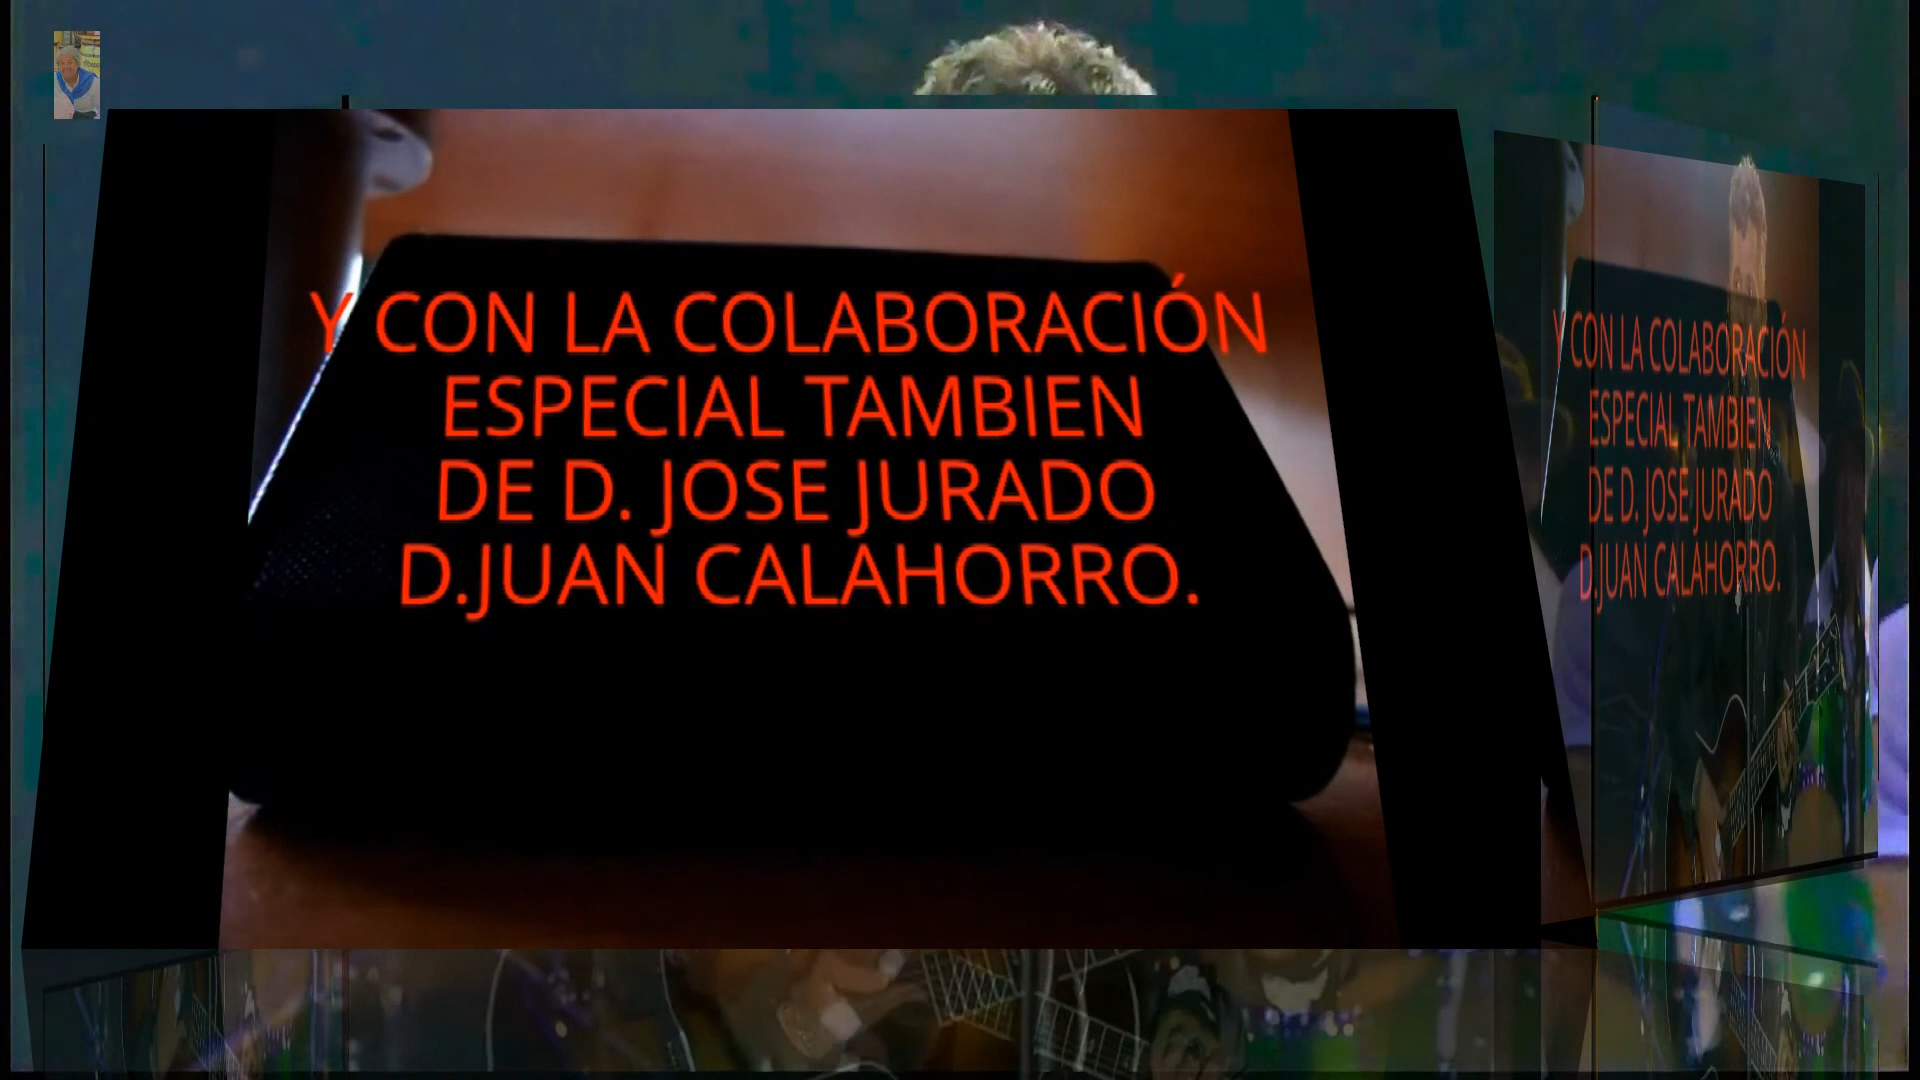 Y CON LA COLABORACIÓN
ESPECIAL TAMBIEN
DE D. JOSE JURADO
D.JUAN CALAHORRO.
Y CON LA COLABORACIÓN
ESPECIAL TAMBIEN
DE D. JOSE JURADO
D.JUAN CALAHORRO.